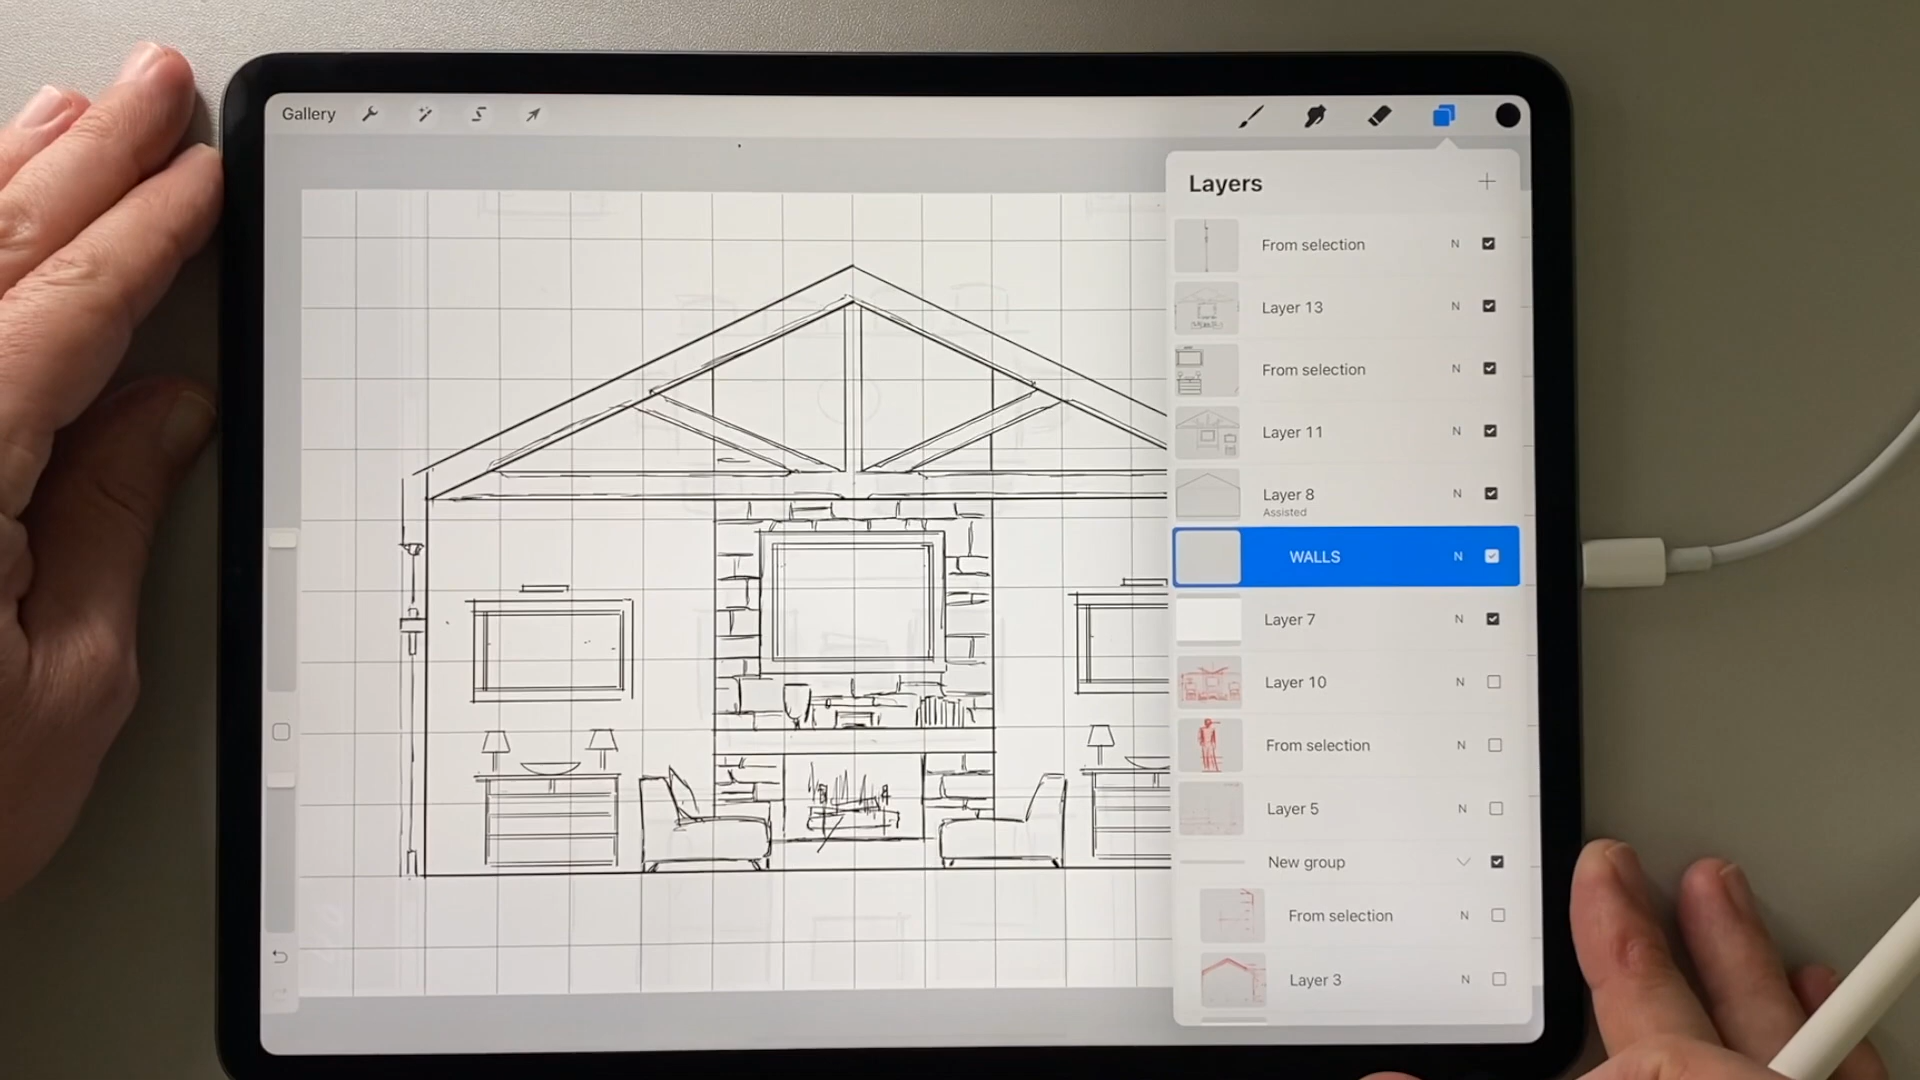 Gallery
Layers
From selection N
Layer 13 N
From selection N
Layer 11 N
Layer 8 N
Assisted
WALLS N
Layer 7 N
Layer 10 N
From selection N
Layer 5 N
New group
From selection N
Layer 3 N